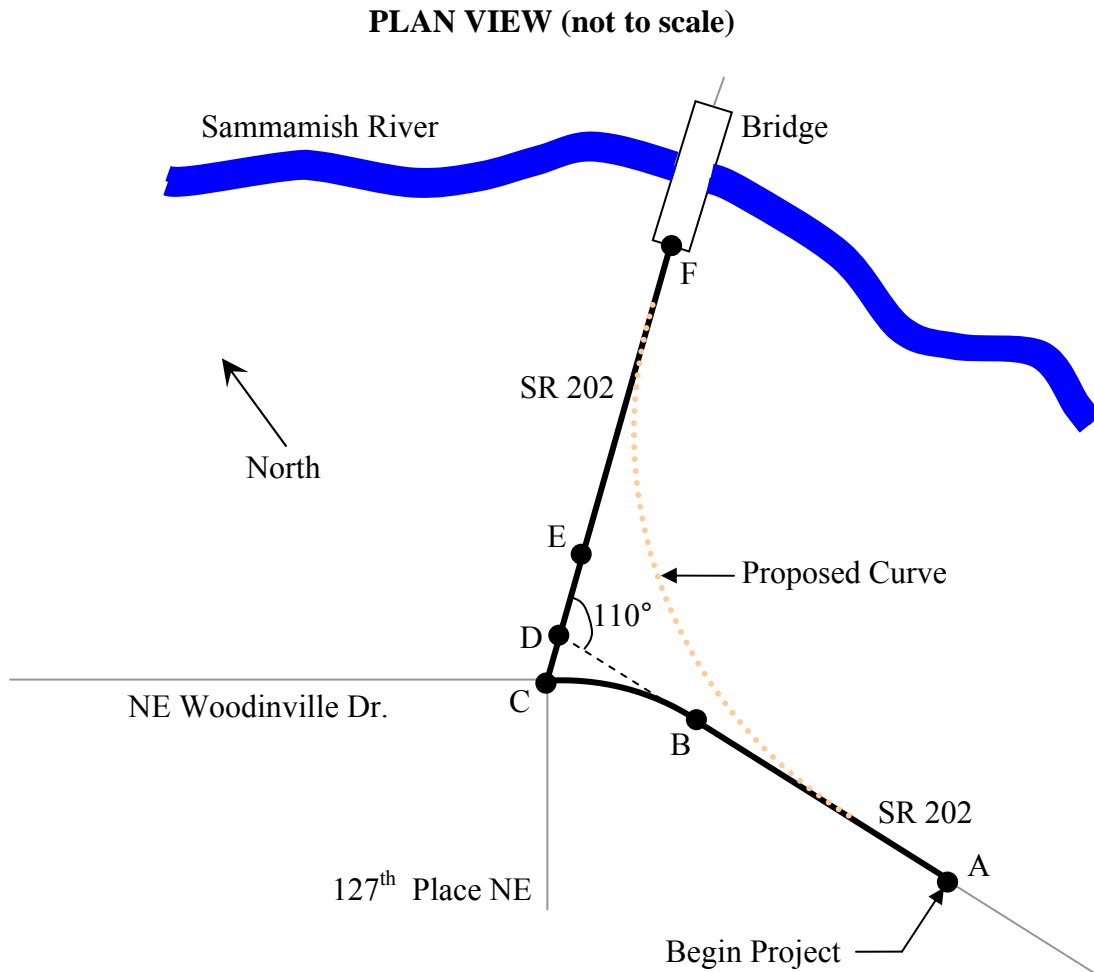 PLAN VIEW (not to scale)
Sammamish River
Bridge
F
SR 202
North
E
Proposed Curve
110°
D
C
NE Woodinville Dr.
B
SR 202
A
127th Place NE
Begin Project